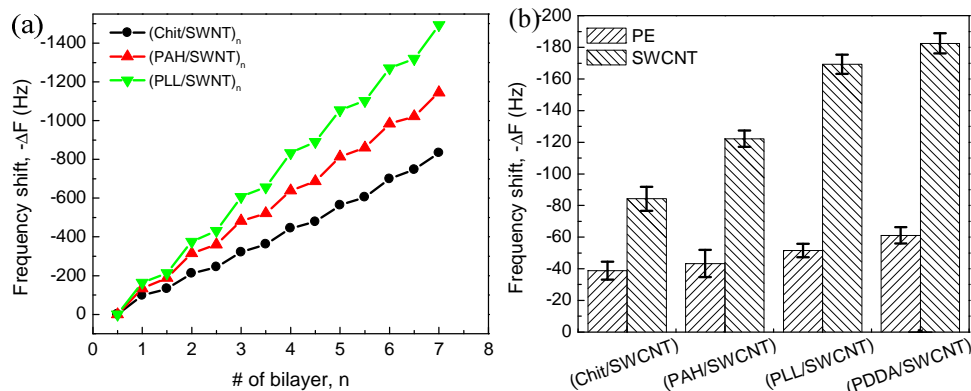 (a)
(Chit/SWNT)n
(PAH/SWNT)n
(PLL/SWNT)n
Frequency shift, -ΔF (Hz)
-1400
-1200
-1000
-800
-600
-400
-200
0
0 1 2 3 4 5 6 7 8
# of bilayer, n
(b)
PE
SWCNT
Frequency shift, -ΔF (Hz)
-200
-180
-160
-140
-120
-100
-80
-60
-40
-20
0
(Chit/SWCNT)
(PAH/SWCNT)
(PLL/SWCNT)
(PDDA/SWCNT)